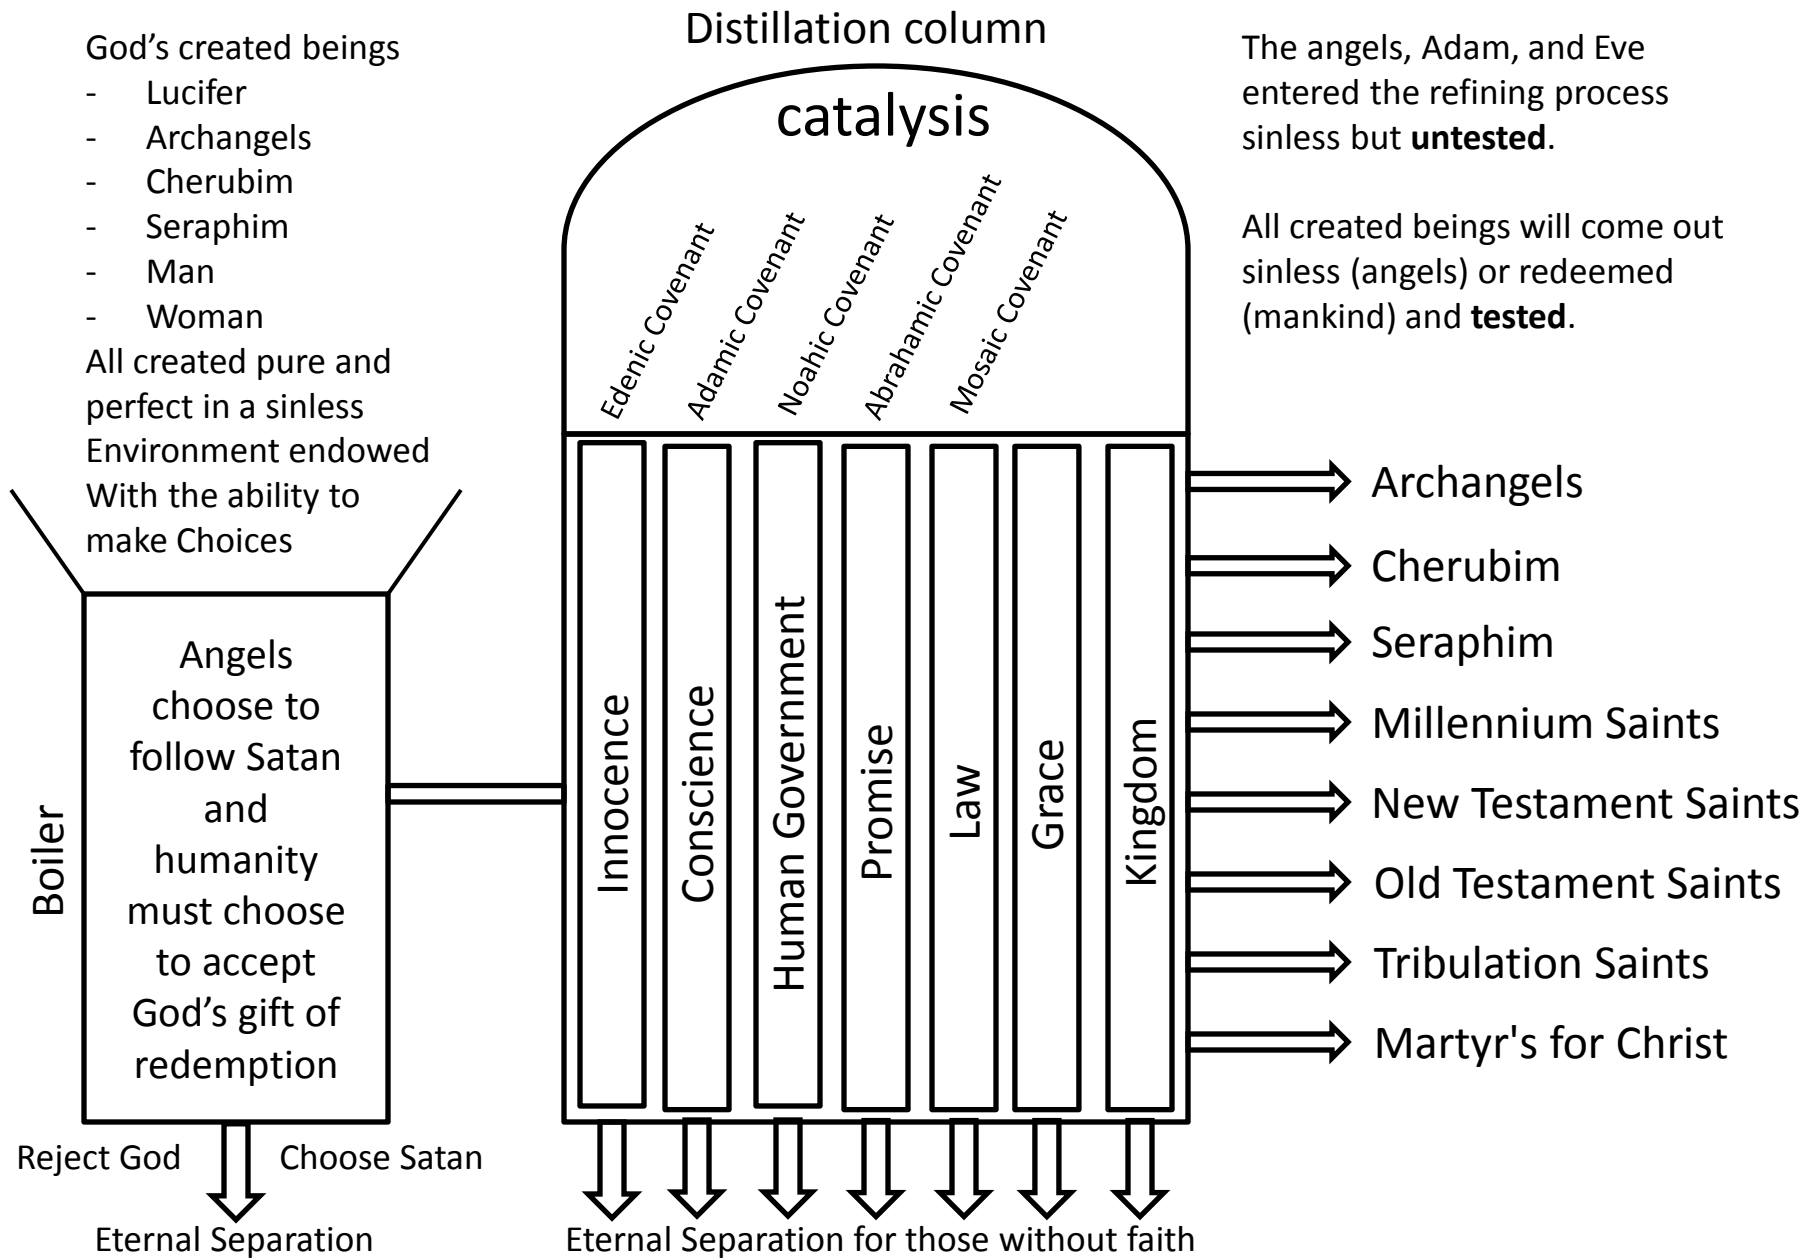 God’s created beings
- Lucifer
- Archangels
- Cherubim
- Seraphim
- Man
- Woman
All created pure and
perfect in a sinless
Environment endowed
With the ability to
make Choices
Boiler
Angels
choose to
follow Satan
and
humanity
must choose
to accept
God’s gift of
redemption
Reject God
Choose Satan
Eternal Separation
Distillation column
catalysis
Edenic Covenant
Adamic Covenant
Noahic Covenant
Abrahamic Covenant
Mosaic Covenant
Innocence
Conscience
Human Government
Promise
Law
Grace
Kingdom
Eternal Separation for those without faith
The angels, Adam, and Eve
entered the refining process
sinless but untested.
All created beings will come out
sinless (angels) or redeemed
(mankind) and tested.
Archangels
Cherubim
Seraphim
Millennium Saints
New Testament Saints
Old Testament Saints
Tribulation Saints
Martyr's for Christ